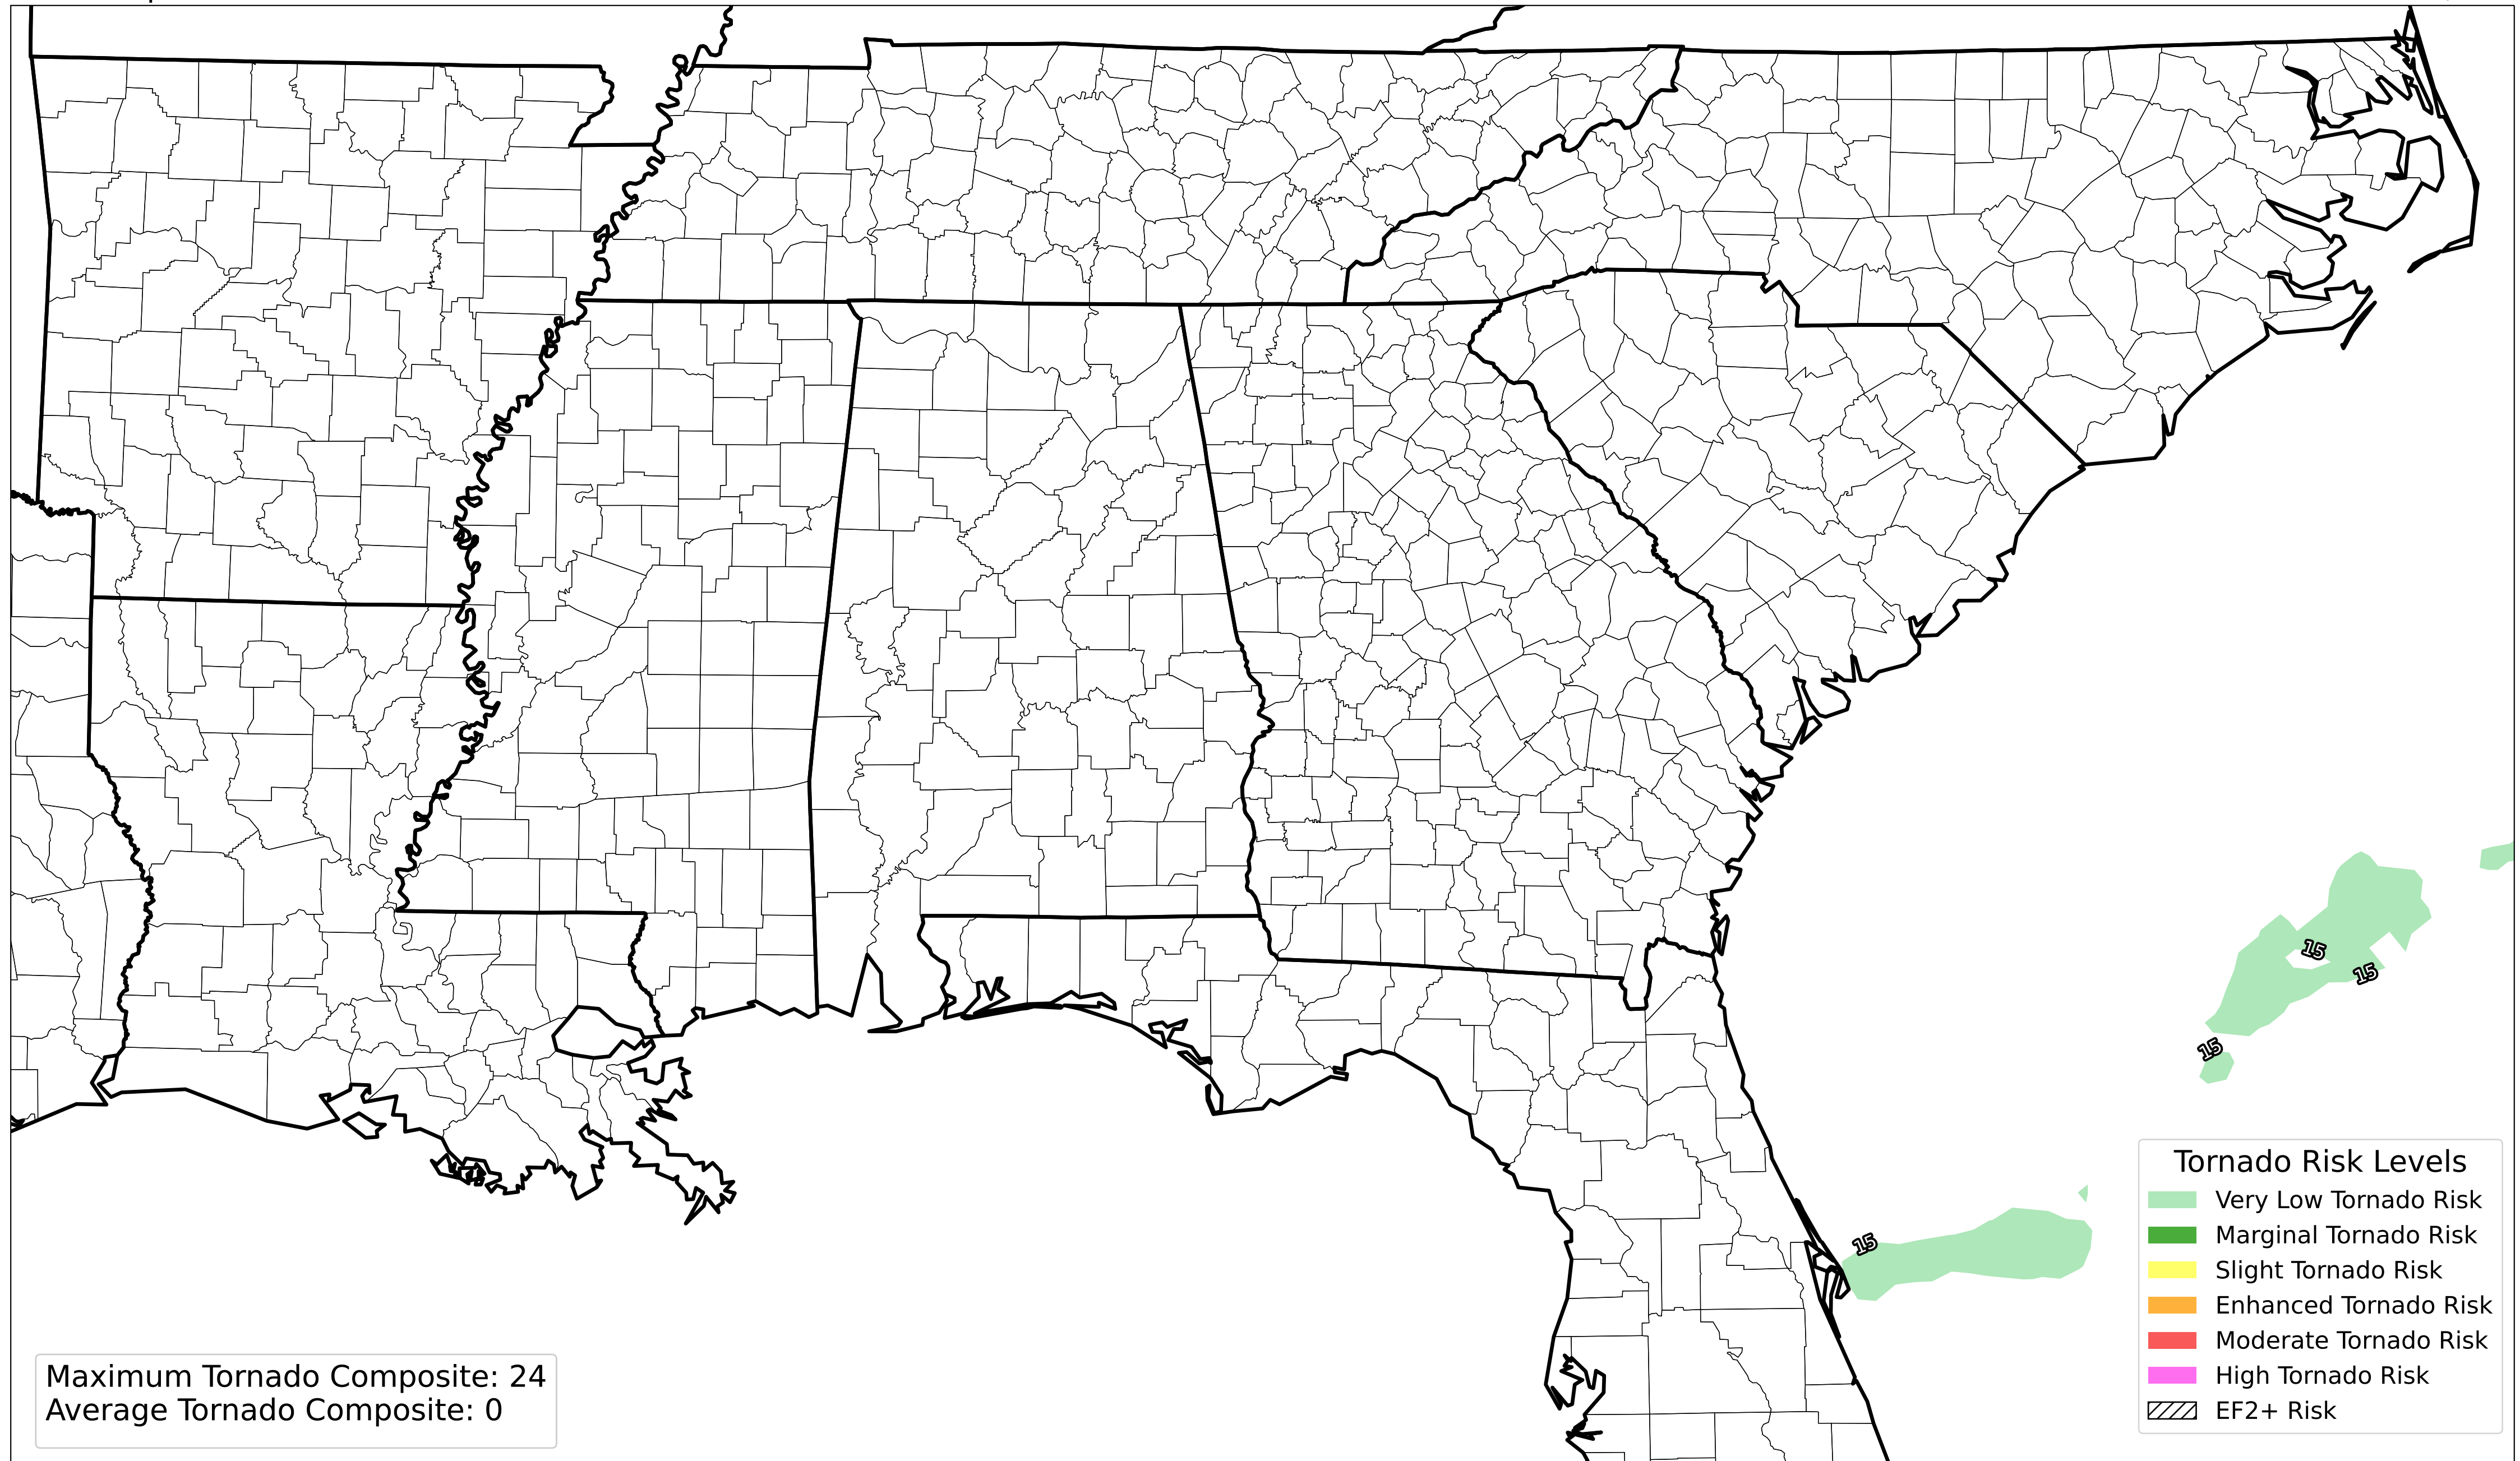 15
15
15
15
Tornado Risk Levels
Very Low Tornado Risk
Marginal Tornado Risk
Slight Tornado Risk
Enhanced Tornado Risk
Moderate Tornado Risk
High Tornado Risk
EF2+ Risk
Maximum Tornado Composite: 24
Average Tornado Composite: 0